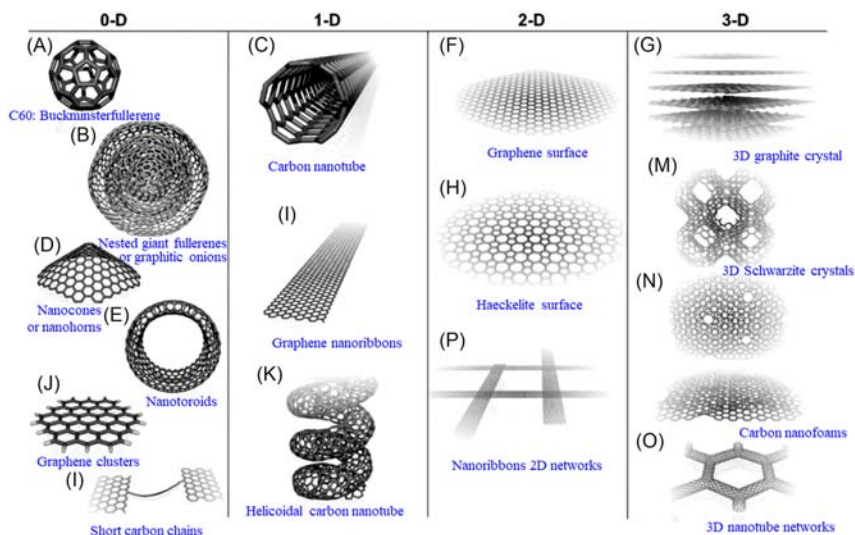 0-D
1-D
2-D
3-D
(A)
C60: Buckminsterfullerene
(B)
Nested giant fullerenes
or graphitic onions
(D)
Nanocones
or nanohorns
(E)
Nanotoroids
(J)
Graphene clusters
(I)
Short carbon chains
(C)
Carbon nanotube
(I)
Graphene nanoribbons
(K)
Helicoidal carbon nanotube
(F)
Graphene surface
(H)
Haeckelite surface
(P)
Nanoribbons 2D networks
(G)
3D graphite crystal
(M)
3D Schwarzite crystals
(N)
Carbon nanofoams
(O)
3D nanotube networks